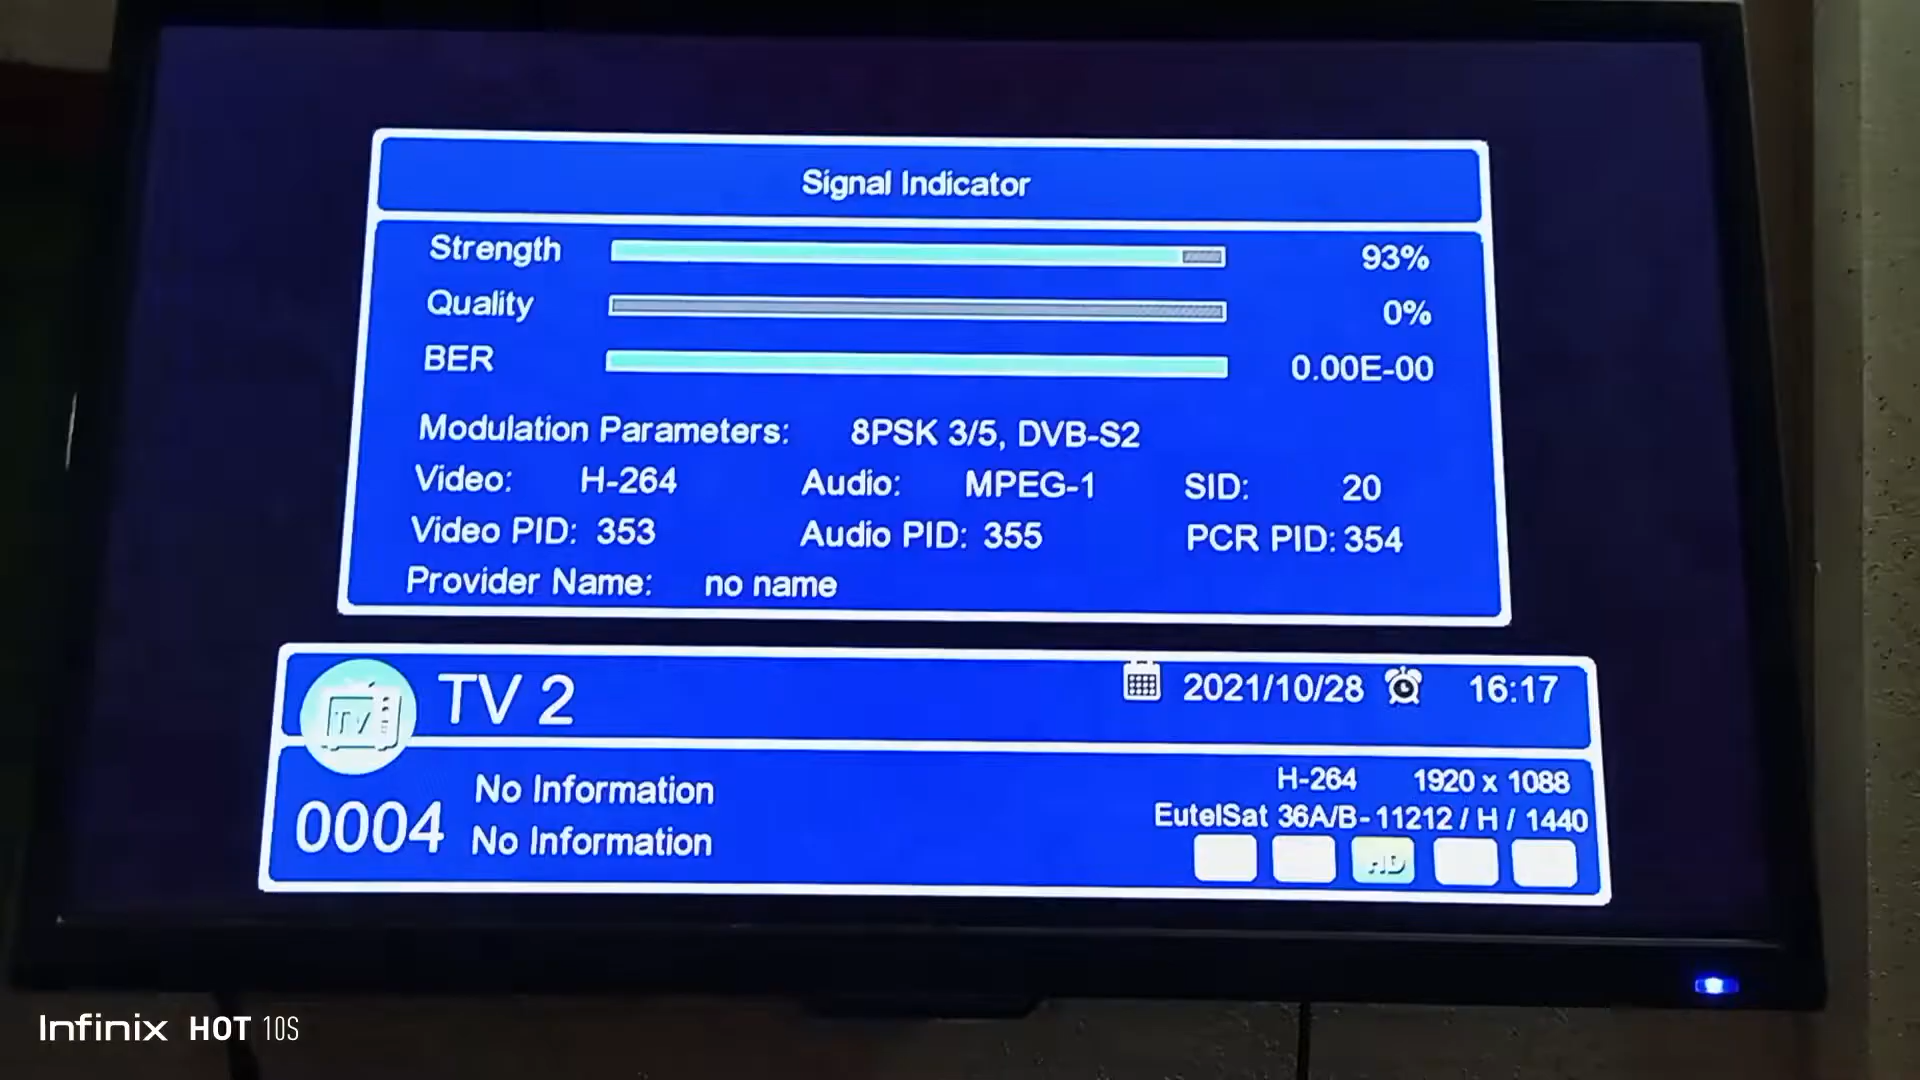 Signal Indicator
Strength 93%
Quality 0%
BER 0.00E-00
Modulation Parameters: 8PSK 3/5, DVB-S2
Video: H-264 Audio: MPEG-1 SID: 20
Video PID: 353 Audio PID: 355 PCR PID: 354
Provider Name: no name
TV
TV 2 2021/10/28 16:17
No Information H-264 1920 x 1088
EutelSat 36A/B - 11212 / H / 1440
0004 No Information
HD
Infinix HOT 10S